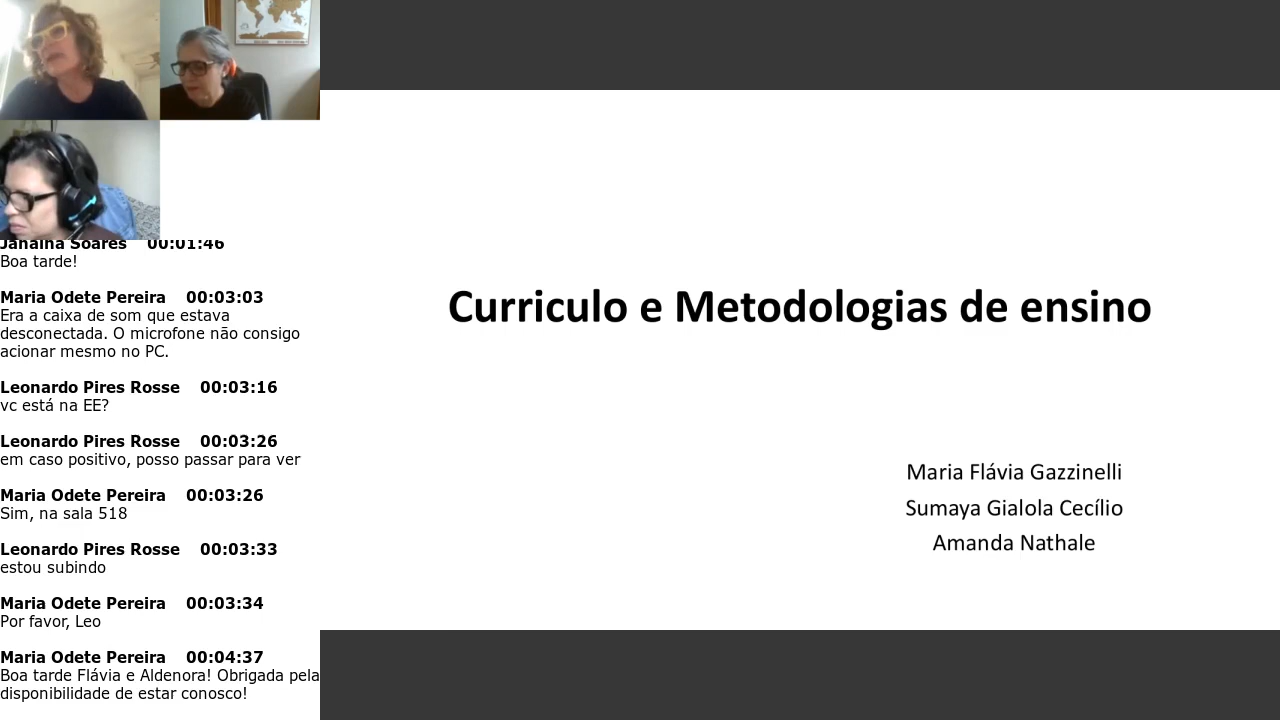 Janaina Soares 00:01:46
Boa tarde!
Maria Odete Pereira 00:03:03
Era a caixa de som que estava
desconectada. O microfone não consigo
acionar mesmo no PC.
Leonardo Pires Rosse 00:03:16
vc está na EE?
Leonardo Pires Rosse 00:03:26
em caso positivo, posso passar para ver
Maria Odete Pereira 00:03:26
Sim, na sala 518
Leonardo Pires Rosse 00:03:33
estou subindo
Maria Odete Pereira 00:03:34
Por favor, Leo
Maria Odete Pereira 00:04:37
Boa tarde Flávia e Aldenora! Obrigada pela
disponibilidade de estar conosco!
Curriculo e Metodologias de ensino
Maria Flávia Gazzinelli
Sumaya Gialola Cecílio
Amanda Nathale